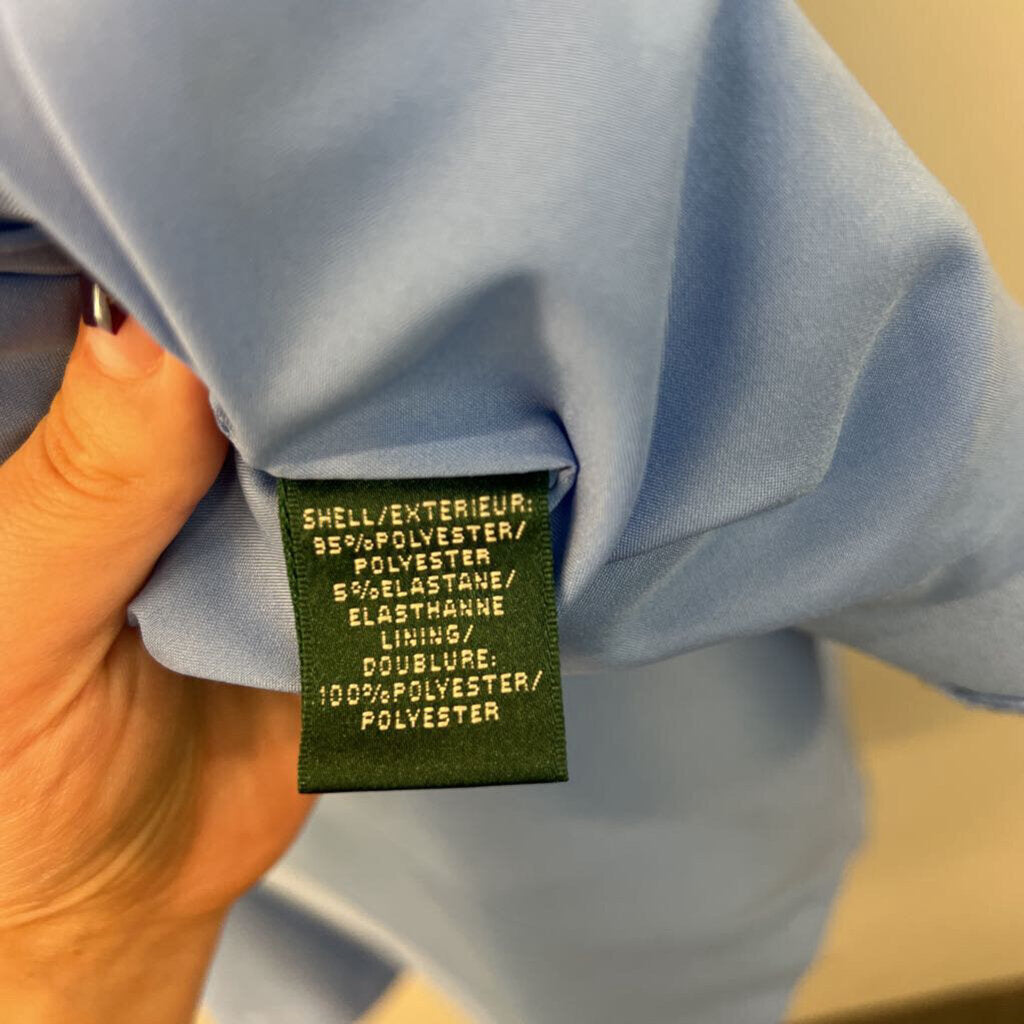 SHELL/EXTERIEUR:
95%POLYESTER/
POLYESTER
5%ELASTANE/
ELASTHANNE
LINING/
DOUBLURE:
100%POLYESTER/
POLYESTER